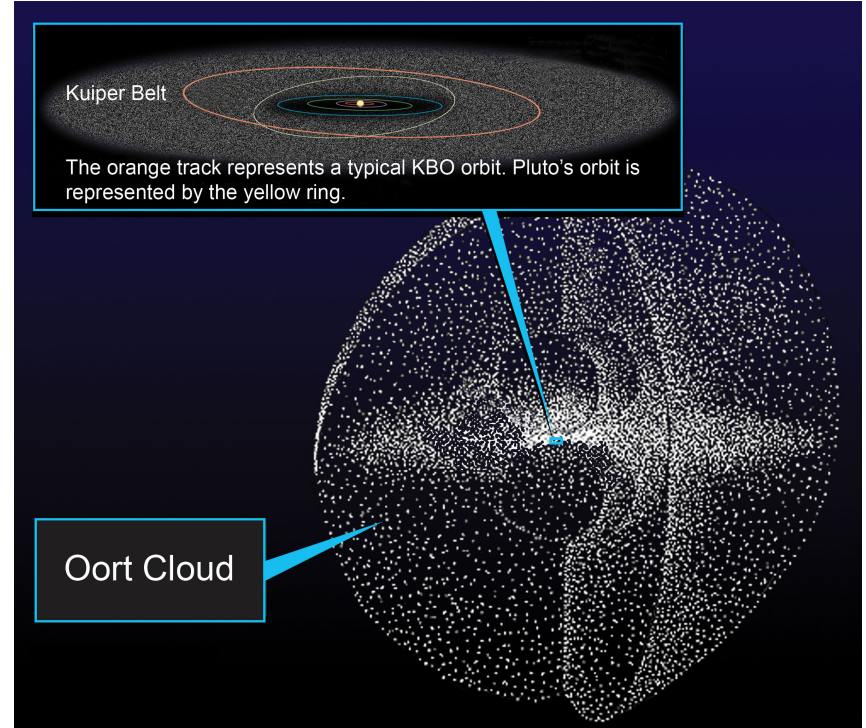 Kuiper Belt
The orange track represents a typical KBO orbit. Pluto’s orbit is
represented by the yellow ring.
Oort Cloud